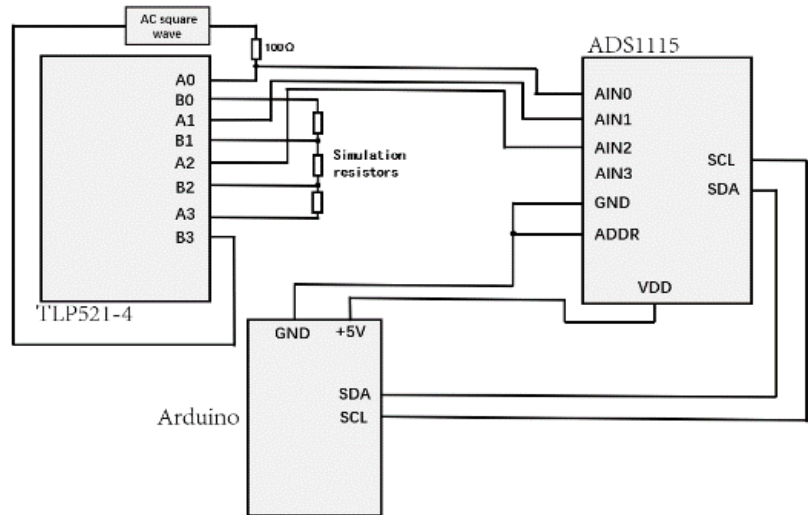 AC square
wave
100Ω
ADS1115
A0
B0
A1
B1
A2
B2
A3
B3
Simulation
resistors
AIN0
AIN1
AIN2
AIN3
GND
ADDR
SCL
SDA
VDD
TLP521-4
GND
+5V
Arduino
SDA
SCL